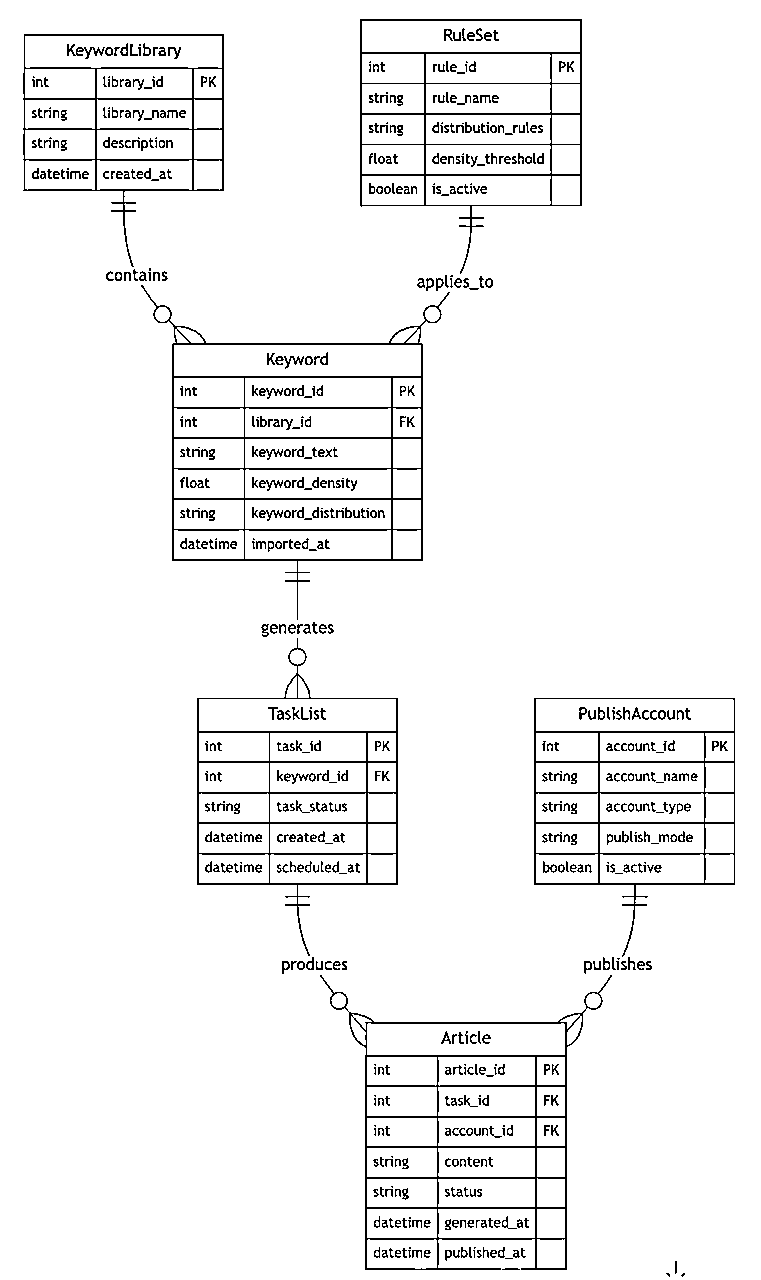 KeywordLibrary
int library_id PK
string library_name
string description
datetime created_at
RuleSet
int rule_id PK
string rule_name
string distribution_rules
float density_threshold
boolean is_active
contains
applies_to
Keyword
int keyword_id PK
int library_id FK
string keyword_text
float keyword_density
string keyword_distribution
datetime imported_at
generates
TaskList
int task_id PK
int keyword_id FK
string task_status
datetime created_at
datetime scheduled_at
PublishAccount
int account_id PK
string account_name
string account_type
string publish_mode
boolean is_active
produces
publishes
Article
int article_id PK
int task_id FK
int account_id FK
string content
string status
datetime generated_at
datetime published_at